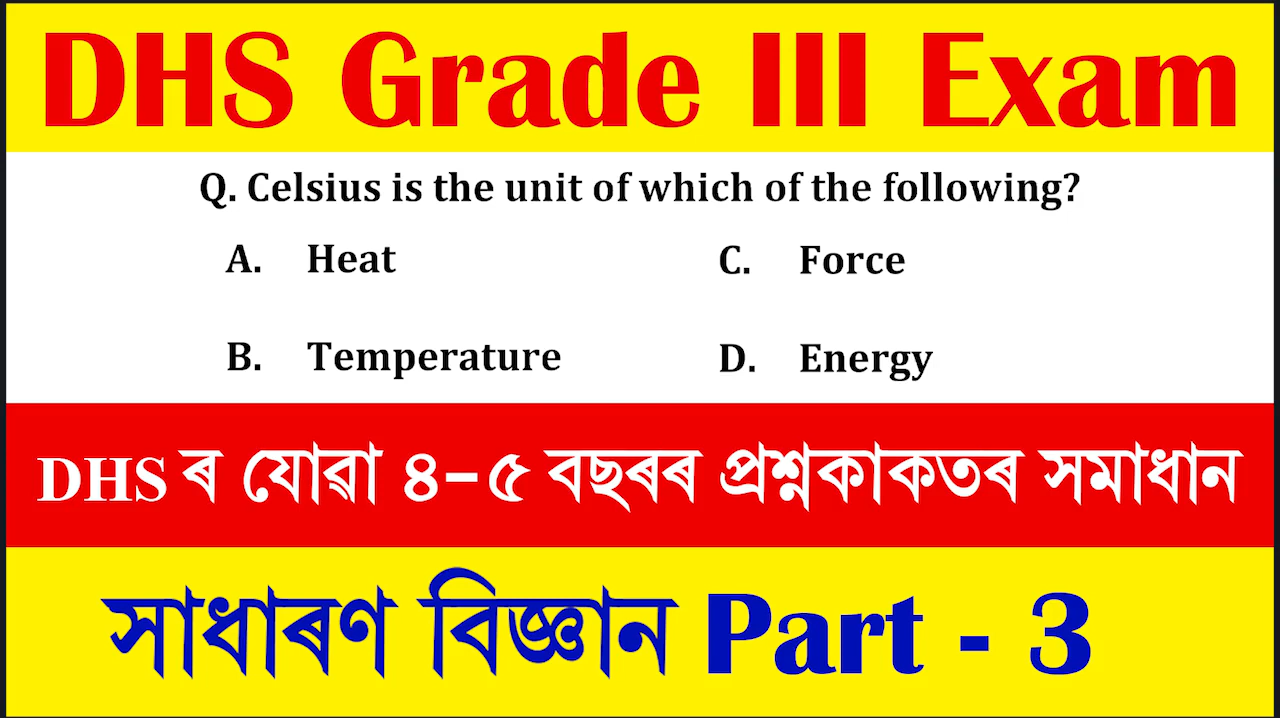 DHS Grade III Exam
Q. Celsius is the unit of which of the following?
A. Heat C. Force
B. Temperature D. Energy
DHS ৰ যোৱা ৪-৫ বছৰৰ প্ৰশ্নকাকতৰ সমাধান
সাধাৰণ বিজ্ঞান Part - 3